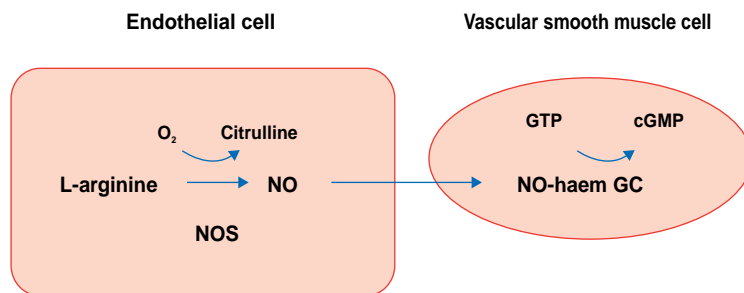 Endothelial cell
Vascular smooth muscle cell
O₂
Citrulline
L-arginine
NO
NOS
GTP
cGMP
NO-haem GC